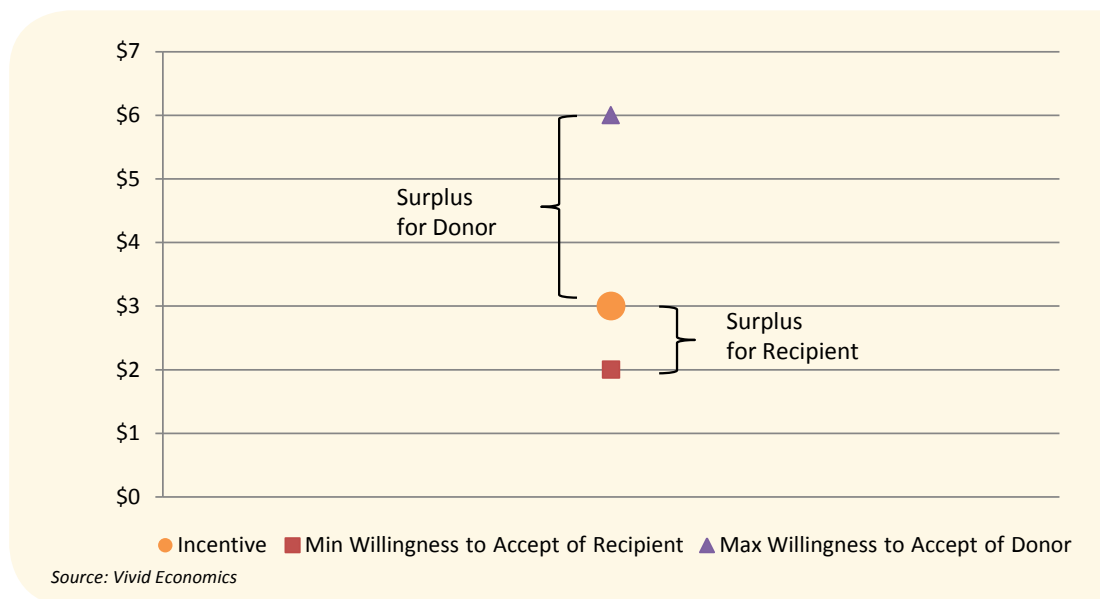 $7
$6
$5
Surplus
for Donor
$4
$3
Surplus
for Recipient
$2
$1
$0
Incentive Min Willingness to Accept of Recipient Max Willingness to Accept of Donor
Source: Vivid Economics